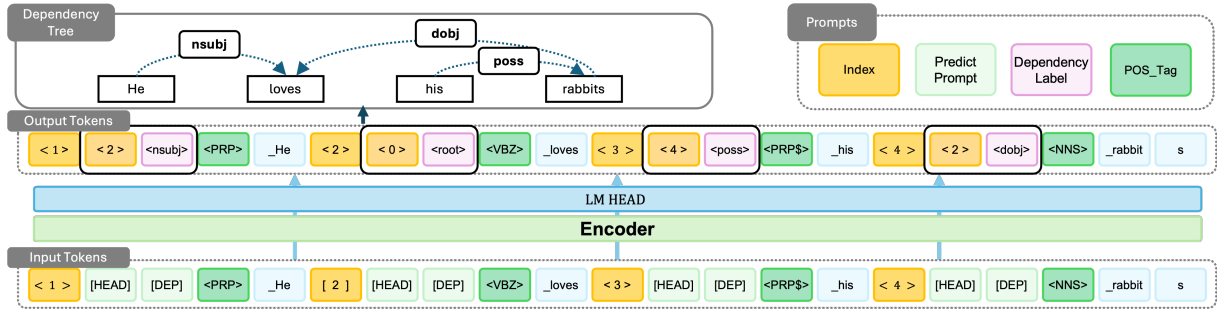 Dependency
Tree
nsubj
dobj
poss
He loves his rabbits
Prompts
Index
Predict
Prompt
Dependency
Label
POS_Tag
Output Tokens
< 1 > < 2 > <nsubj> <PRP> _He < 2 > < 0 > <root> <VBZ> _loves < 3 > < 4 > <poss> <PRP$> _his < 4 > < 2 > <dobj> <NNS> _rabbit s
LM HEAD
Encoder
Input Tokens
< 1 > [HEAD] [DEP] <PRP> _He [ 2 ] [HEAD] [DEP] <VBZ> _loves < 3 > [HEAD] [DEP] <PRP$> _his < 4 > [HEAD] [DEP] <NNS> _rabbit s